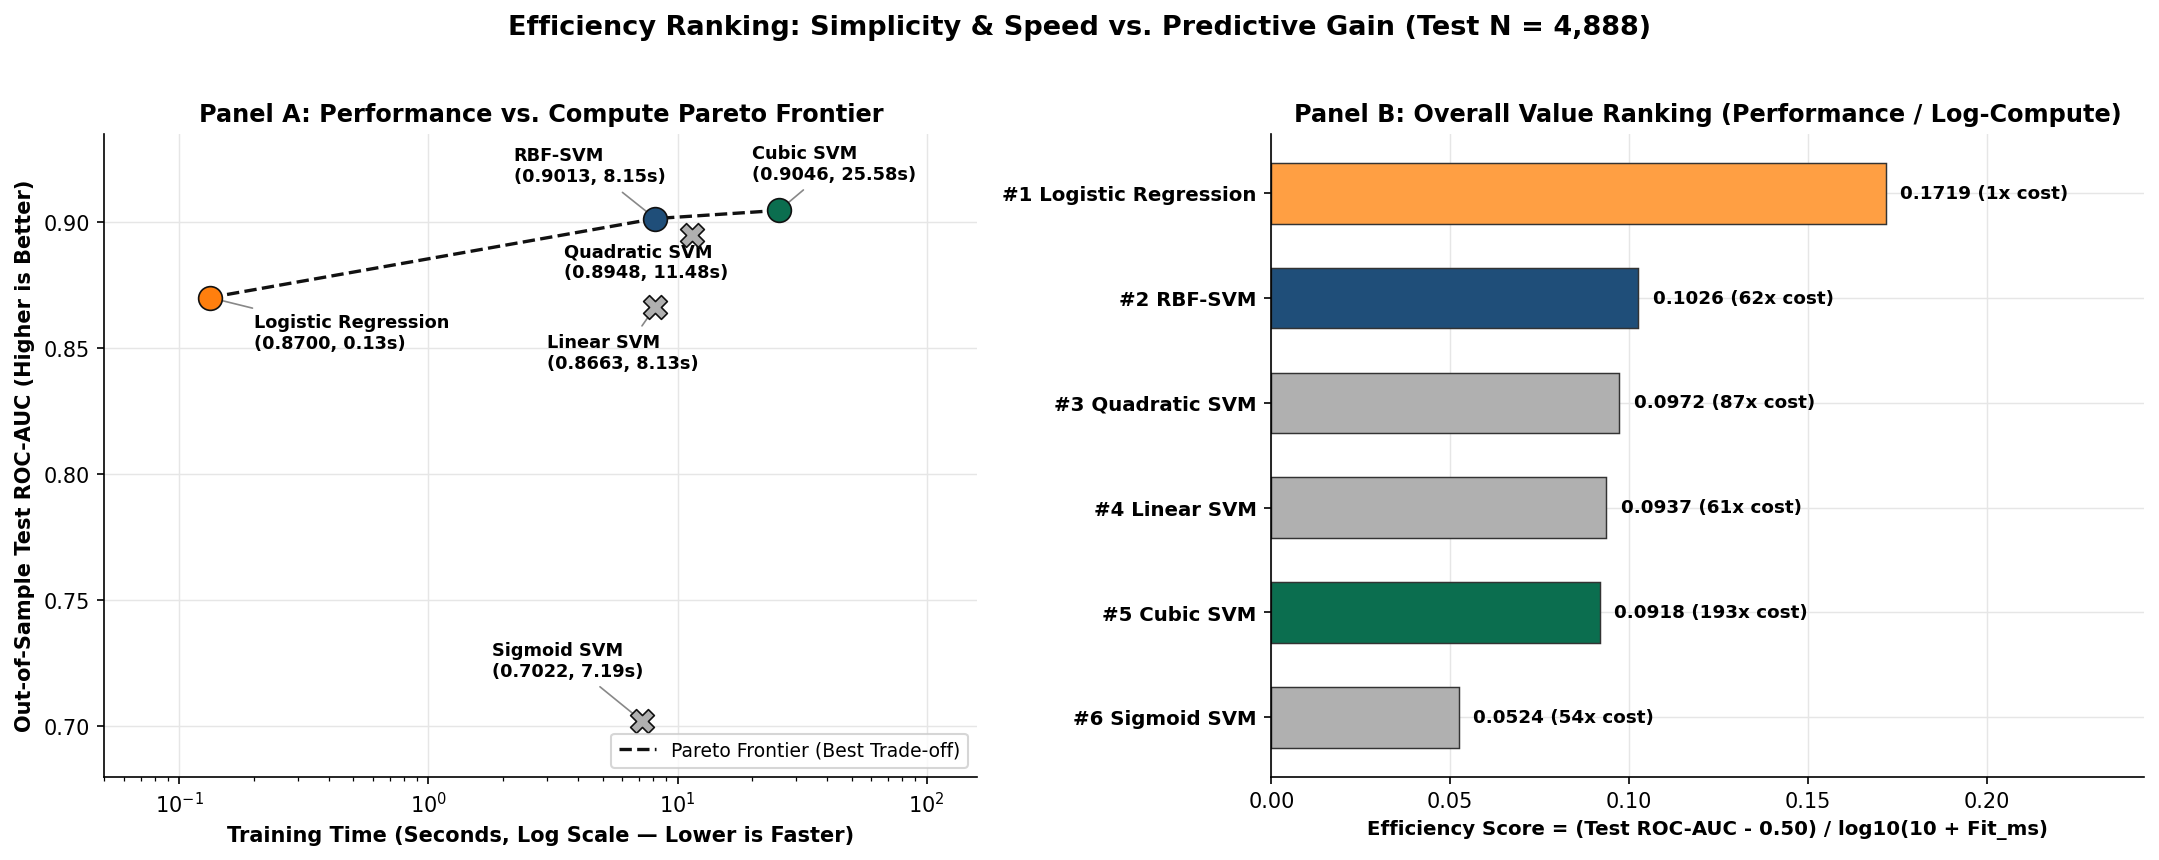 Efficiency Ranking: Simplicity & Speed vs. Predictive Gain (Test N = 4,888)
Panel A: Performance vs. Compute Pareto Frontier
Out-of-Sample Test ROC-AUC (Higher is Better)
0.90
0.85
0.80
0.75
0.70
RBF-SVM
(0.9013, 8.15s)
Cubic SVM
(0.9046, 25.58s)
Quadratic SVM
(0.8948, 11.48s)
Logistic Regression
(0.8700, 0.13s)
Linear SVM
(0.8663, 8.13s)
Sigmoid SVM
(0.7022, 7.19s)
Pareto Frontier (Best Trade-off)
10⁻¹ 10⁰ 10¹ 10²
Training Time (Seconds, Log Scale — Lower is Faster)
Panel B: Overall Value Ranking (Performance / Log-Compute)
#1 Logistic Regression 0.1719 (1x cost)
#2 RBF-SVM 0.1026 (62x cost)
#3 Quadratic SVM 0.0972 (87x cost)
#4 Linear SVM 0.0937 (61x cost)
#5 Cubic SVM 0.0918 (193x cost)
#6 Sigmoid SVM 0.0524 (54x cost)
0.00 0.05 0.10 0.15 0.20
Efficiency Score = (Test ROC-AUC - 0.50) / log10(10 + Fit_ms)